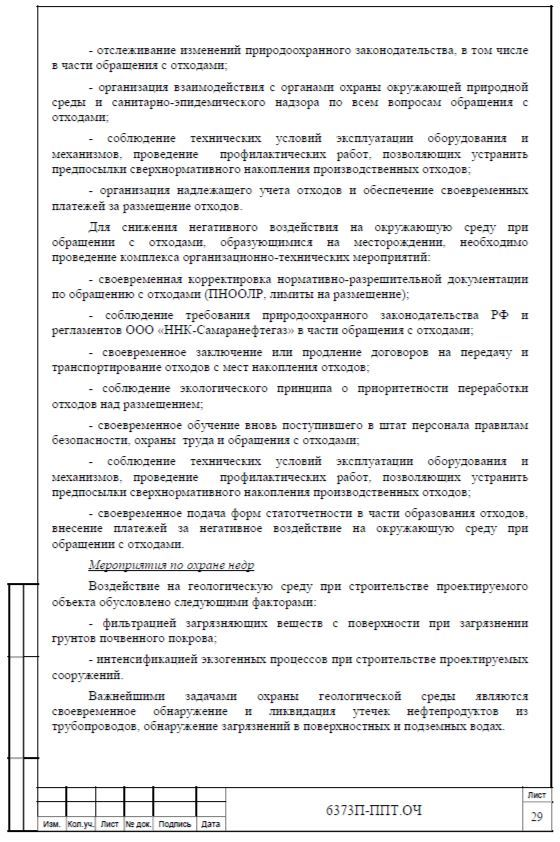 - отслеживание изменений природоохранного законодательства, в том числе
в части обращения с отходами;
- организация взаимодействия с органами охраны окружающей природной
среды и санитарно-эпидемического надзора по всем вопросам обращения с
отходами;
- соблюдение технических условий эксплуатации оборудования и
механизмов, проведение профилактических работ, позволяющих устранить
предпосылки сверхнормативного накопления производственных отходов;
- организация надлежащего учета отходов и обеспечение своевременных
платежей за размещение отходов.
Для снижения негативного воздействия на окружающую среду при
обращении с отходами, образующимися на месторождении, необходимо
проведение комплекса организационно-технических мероприятий:
- своевременная корректировка нормативно-разрешительной документации
по обращению с отходами (ПНООЛР, лимиты на размещение);
- соблюдение требования природоохранного законодательства РФ и
регламентов ООО «ННК-Самаранефтегаз» в части обращения с отходами;
- своевременное заключение или продление договоров на передачу и
транспортирование отходов с мест накопления отходов;
- соблюдение экологического принципа о приоритетности переработки
отходов над размещением;
- своевременное обучение вновь поступившего в штат персонала правилам
безопасности, охраны труда и обращения с отходами;
- соблюдение технических условий эксплуатации оборудования и
механизмов, проведение профилактических работ, позволяющих устранить
предпосылки сверхнормативного накопления производственных отходов;
- своевременное подача форм статотчетности в части образования отходов,
внесение платежей за негативное воздействие на окружающую среду при
обращении с отходами.
Мероприятия по охране недр
Воздействие на геологическую среду при строительстве проектируемого
объекта обусловлено следующими факторами:
- фильтрацией загрязняющих веществ с поверхности при загрязнении
грунтов почвенного покрова;
- интенсификацией экзогенных процессов при строительстве проектируемых
сооружений.
Важнейшими задачами охраны геологической среды являются
своевременное обнаружение и ликвидация утечек нефтепродуктов из
трубопроводов, обнаружение загрязнений в поверхностных и подземных водах.
6373П-ППТ.ОЧ
Лист
29
Изм. Кол.уч. Лист № док. Подпись Дата